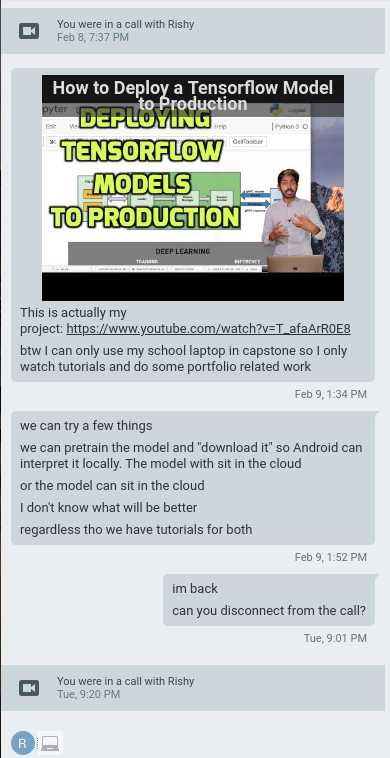 You were in a call with Rishy
Feb 8, 7:37 PM
How to Deploy a Tensorflow Model
to Production
pyter
Logout
Edit
Help
Python 3
CellToolbar
DEPLOYING
TENSORFLOW
MODELS
TO PRODUCTION
DEEP LEARNING
TRAINING
INFERENCE
This is actually my
project: https://www.youtube.com/watch?v=T_afaArR0E8
btw I can only use my school laptop in capstone so I only
watch tutorials and do some portfolio related work
Feb 9, 1:34 PM
we can try a few things
we can pretrain the model and "download it" so Android can
interpret it locally. The model with sit in the cloud
or the model can sit in the cloud
I don't know what will be better
regardless tho we have tutorials for both
Feb 9, 1:52 PM
im back
can you disconnect from the call?
Tue, 9:01 PM
You were in a call with Rishy
Tue, 9:20 PM
R